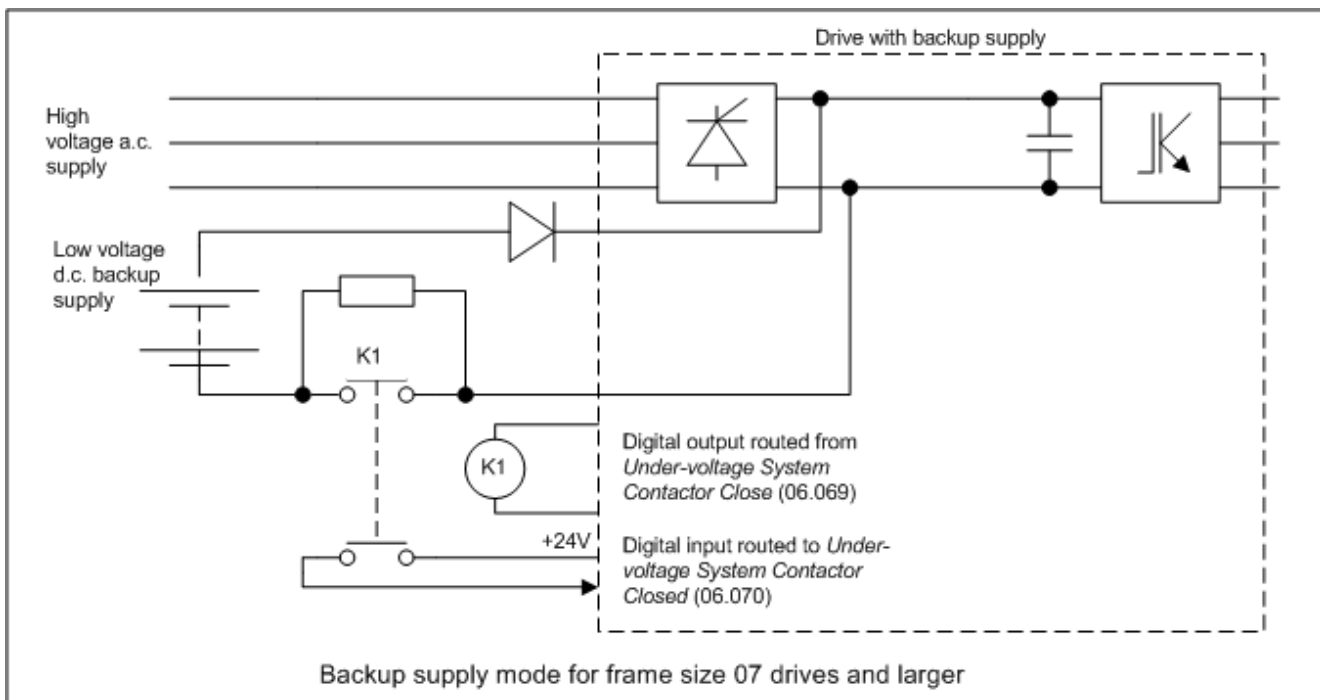 Drive with backup supply
High
voltage a.c.
supply
Low voltage
d.c. backup
supply
K1
K1
Digital output routed from
Under-voltage System
Contactor Close (06.069)
+24V
Digital input routed to Under-
voltage System Contactor
Closed (06.070)
Backup supply mode for frame size 07 drives and larger